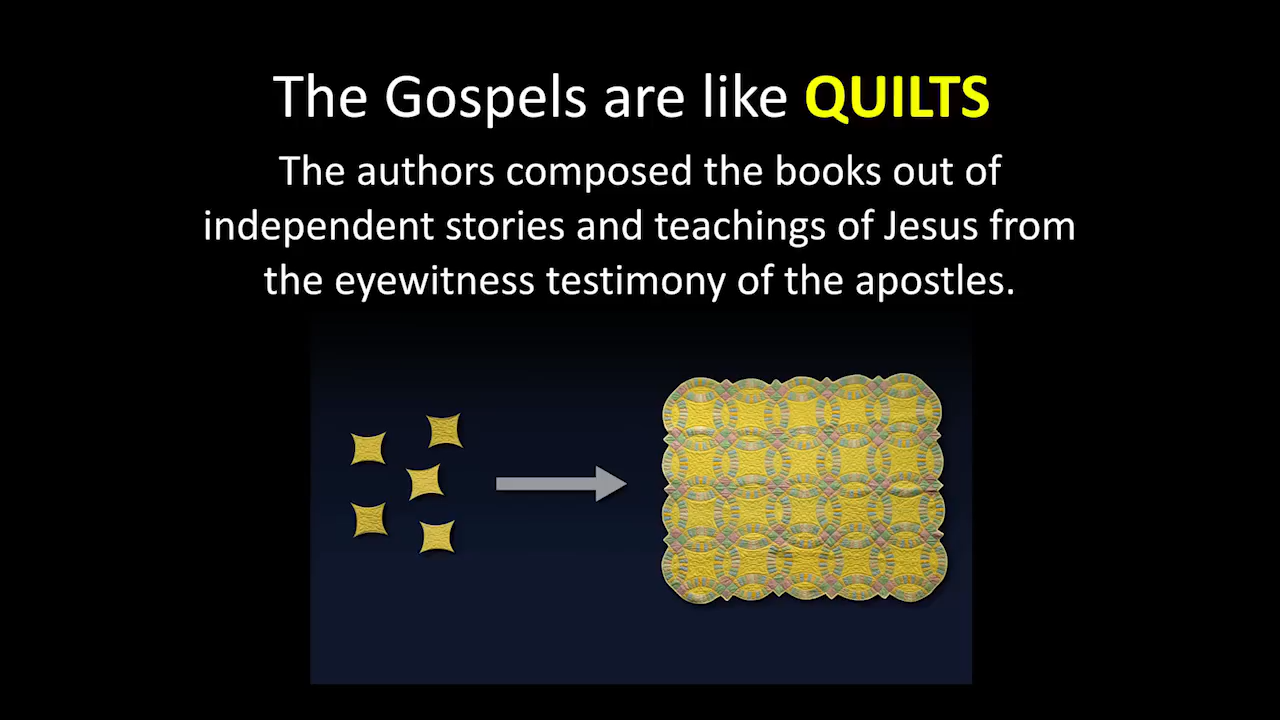 The Gospels are like QUILTS
The authors composed the books out of
independent stories and teachings of Jesus from
the eyewitness testimony of the apostles.